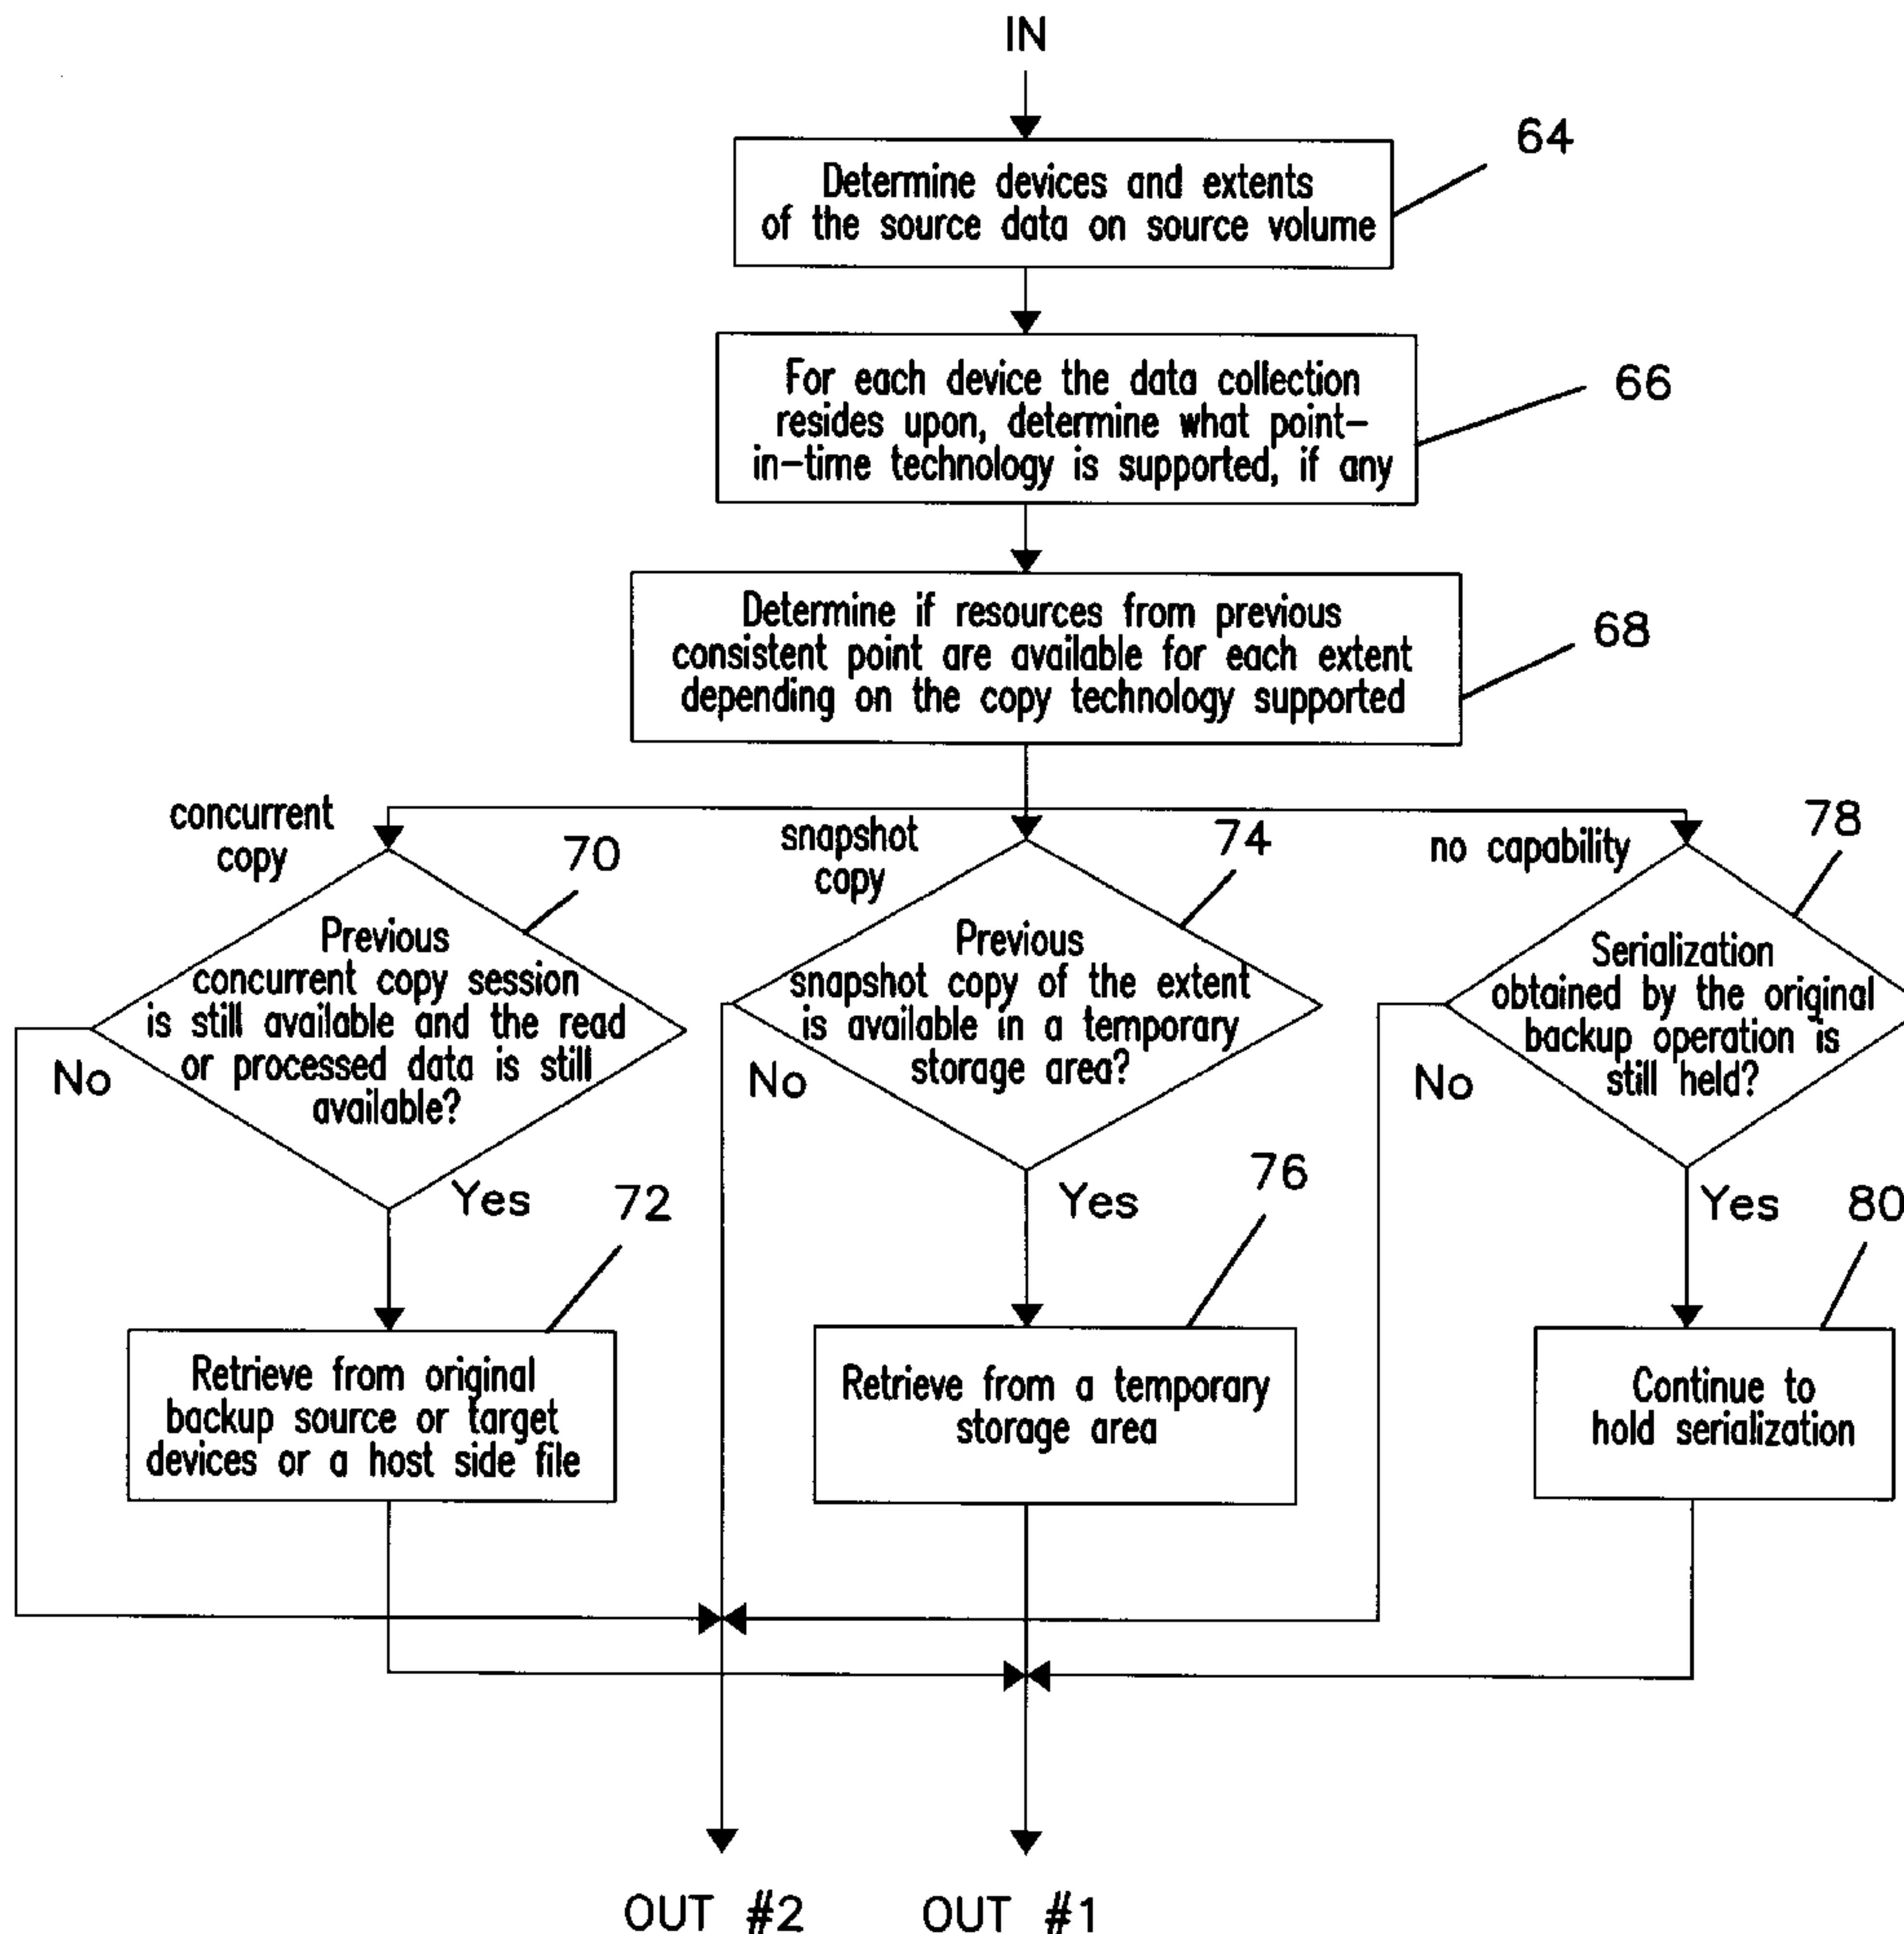 IN
64
Determine devices and extents
of the source data on source volume
66
For each device the data collection
resides upon, determine what point-
in-time technology is supported, if any
68
Determine if resources from previous
consistent point are available for each extent
depending on the copy technology supported
concurrent
copy
70
snapshot
copy
74
no capability
78
Previous
concurrent copy session
is still available and the read
or processed data is still
available?
No
Yes
Previous
snapshot copy of the extent
is available in a temporary
storage area?
No
Yes
Serialization
obtained by the original
backup operation is
still held?
No
Yes
72
Retrieve from original
backup source or target
devices or a host side file
76
Retrieve from a temporary
storage area
80
Continue to
hold serialization
OUT #2
OUT #1